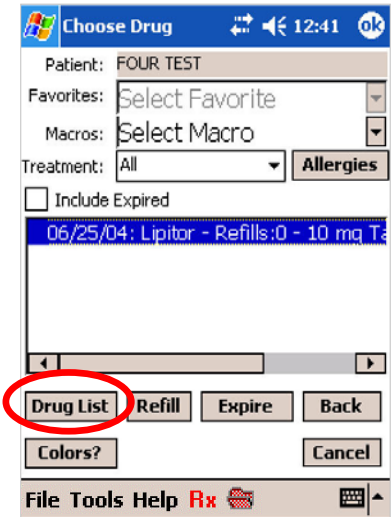 Choose Drug 12:41 ok
Patient: FOUR TEST
Favorites: Select Favorite
Macros: Select Macro
Treatment: All Allergies
Include Expired
06/25/04: Lipitor - Refills:0 - 10 mg Ta
Drug List Refill Expire Back
Colors? Cancel
File Tools Help Rx